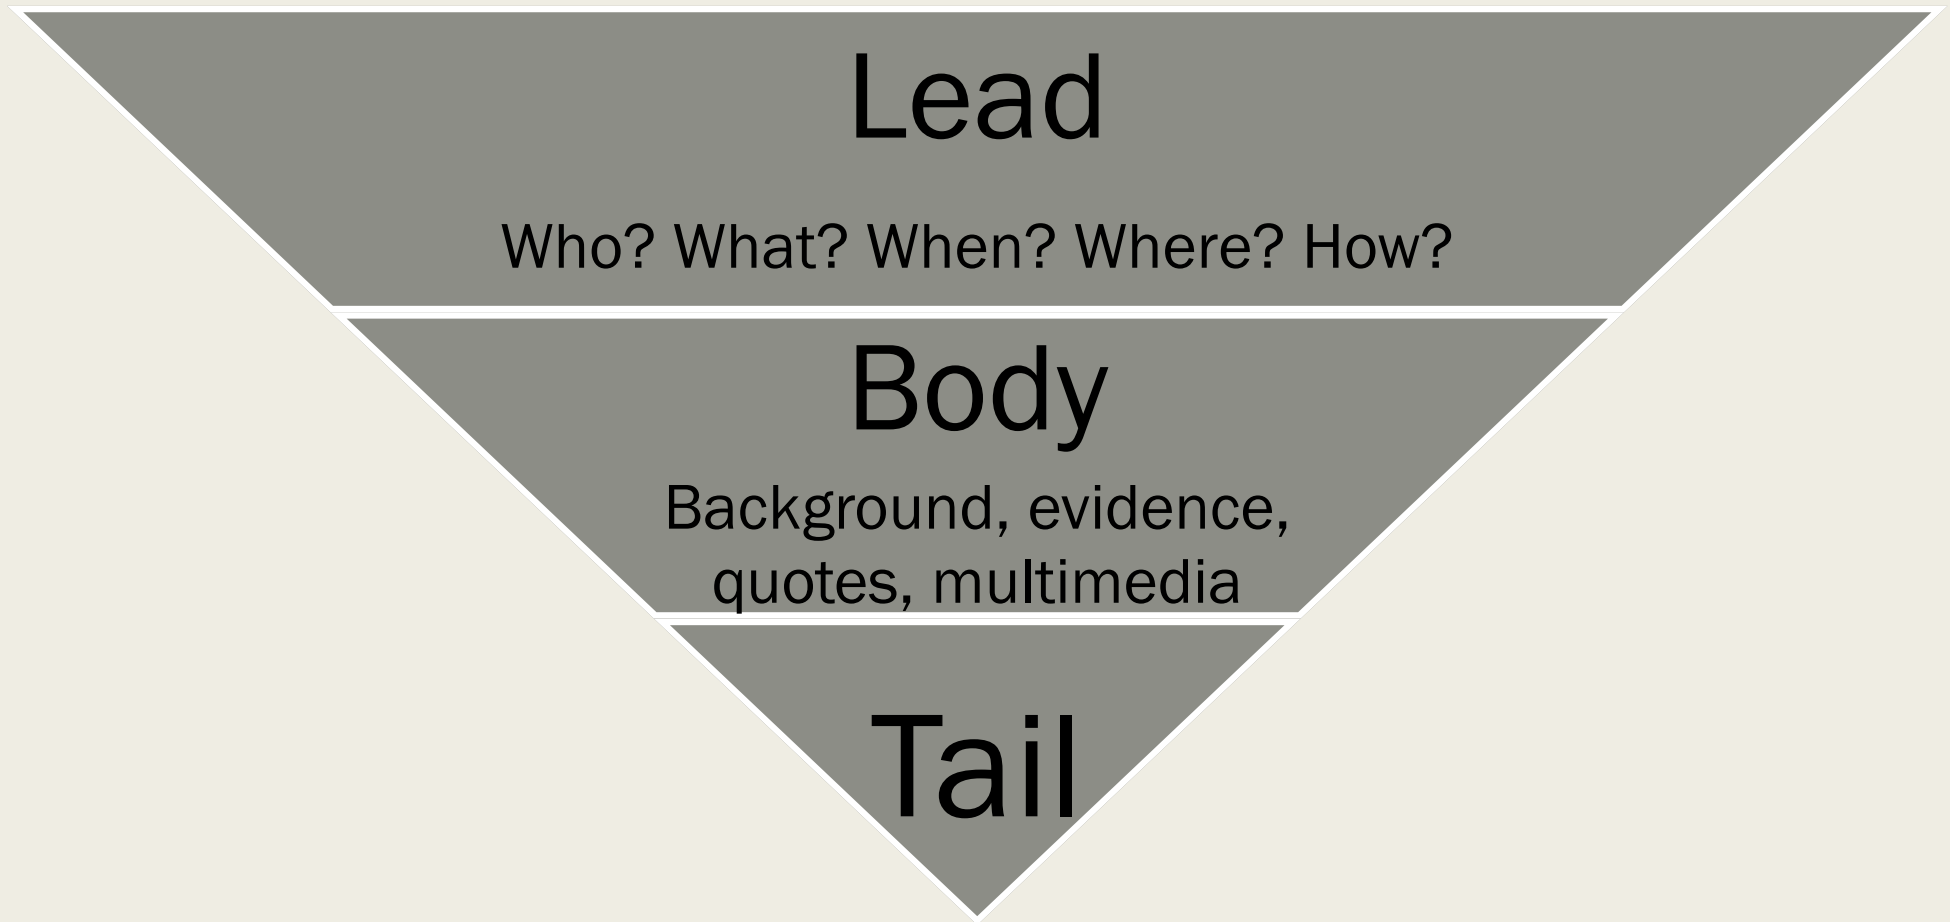 Lead
Who? What? When? Where? How?
Body
Background, evidence,
quotes, multimedia
Tail